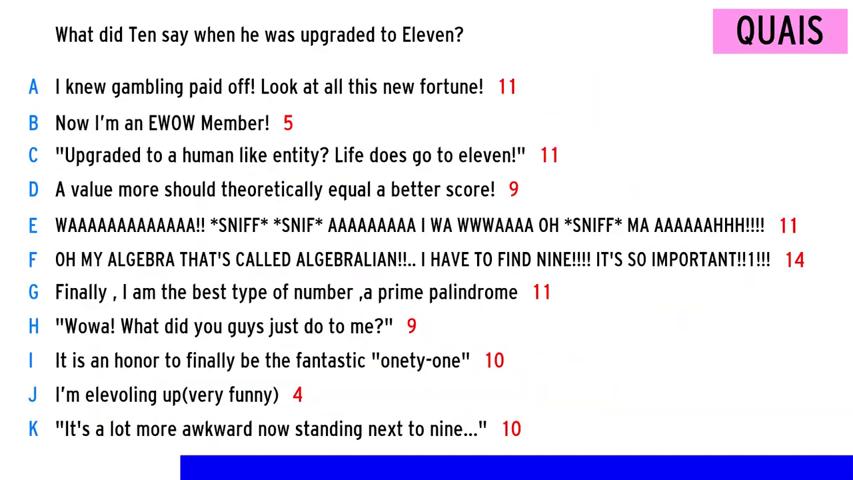 What did Ten say when he was upgraded to Eleven?
QUAIS
A I knew gambling paid off! Look at all this new fortune! 11
B Now I'm an EWOW Member! 5
C "Upgraded to a human like entity? Life does go to eleven!" 11
D A value more should theoretically equal a better score! 9
E WAAAAAAAAAAAAA!! *SNIFF* *SNIF* AAAAAAAAA I WA WWWAAAA OH *SNIFF* MA AAAAAAHHH!!!! 11
F OH MY ALGEBRA THAT'S CALLED ALGEBRALIAN!!.. I HAVE TO FIND NINE!!!! IT'S SO IMPORTANT!!1!!! 14
G Finally , I am the best type of number ,a prime palindrome 11
H "Wowa! What did you guys just do to me?" 9
I It is an honor to finally be the fantastic "onety-one" 10
J I'm elevoling up(very funny) 4
K "It's a lot more awkward now standing next to nine..." 10